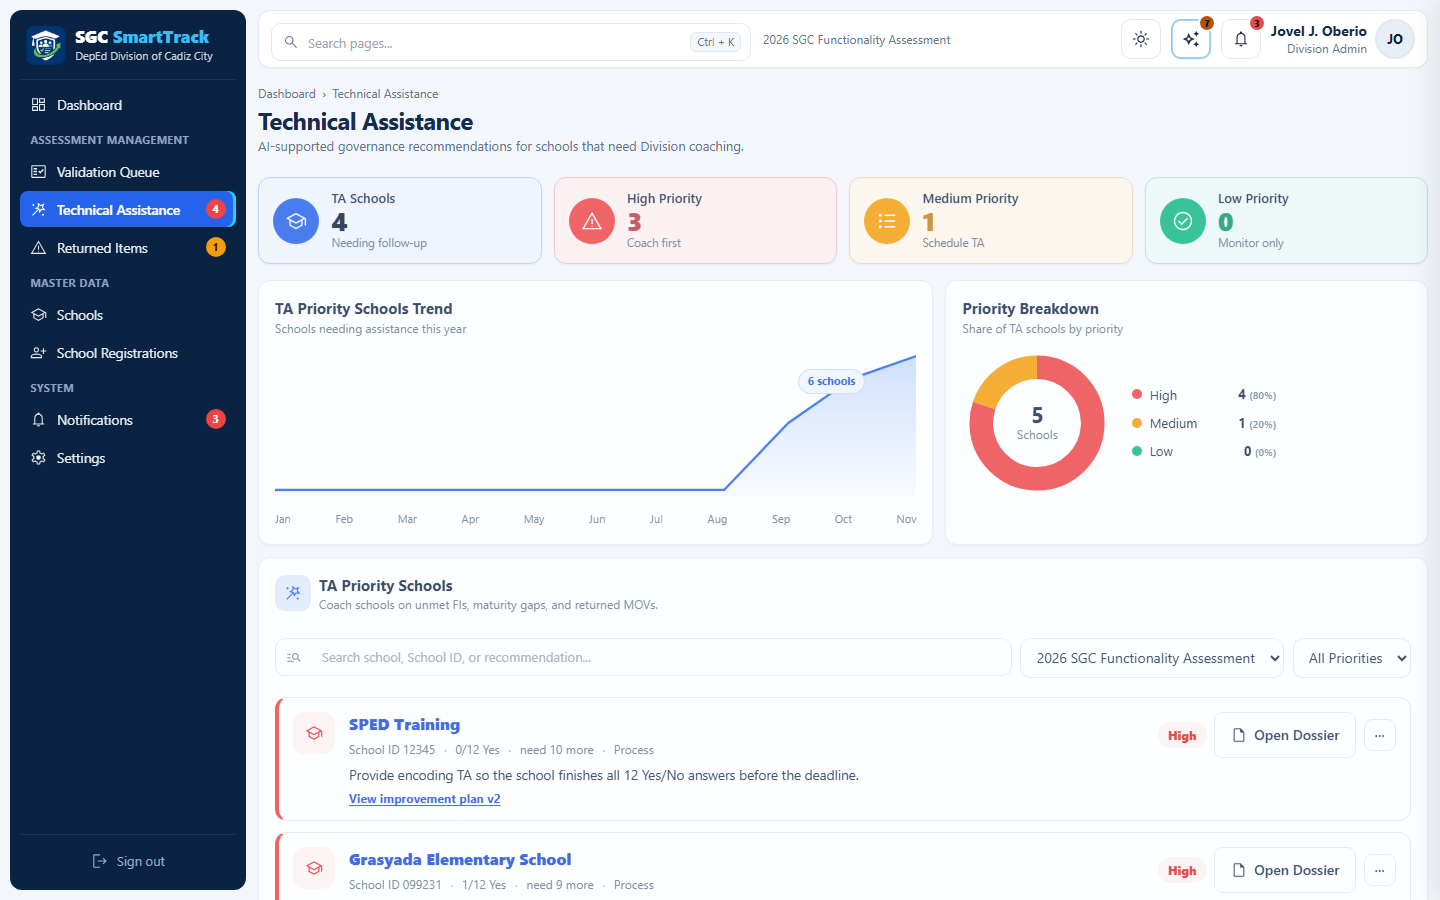 SGC SmartTrack
DepEd Division of Cadiz City
Dashboard
ASSESSMENT MANAGEMENT
Validation Queue
Technical Assistance 4
Returned Items 1
MASTER DATA
Schools
School Registrations
SYSTEM
Notifications 3
Settings
Sign out
Search pages... Ctrl + K
2026 SGC Functionality Assessment
7
3
Jovel J. Oberio
Division Admin
JO
Dashboard › Technical Assistance
Technical Assistance
AI-supported governance recommendations for schools that need Division coaching.
TA Schools
4
Needing follow-up
High Priority
3
Coach first
Medium Priority
1
Schedule TA
Low Priority
0
Monitor only
TA Priority Schools Trend
Schools needing assistance this year
6 schools
Jan Feb Mar Apr May Jun Jul Aug Sep Oct Nov
Priority Breakdown
Share of TA schools by priority
5
Schools
High 4 (80%)
Medium 1 (20%)
Low 0 (0%)
TA Priority Schools
Coach schools on unmet FIs, maturity gaps, and returned MOVs.
Search school, School ID, or recommendation...
2026 SGC Functionality Assessment
All Priorities
SPED Training
School ID 12345 · 0/12 Yes · need 10 more · Process
Provide encoding TA so the school finishes all 12 Yes/No answers before the deadline.
View improvement plan v2
High
Open Dossier
...
Grasyada Elementary School
School ID 099231 · 1/12 Yes · need 9 more · Process
High
Open Dossier
...